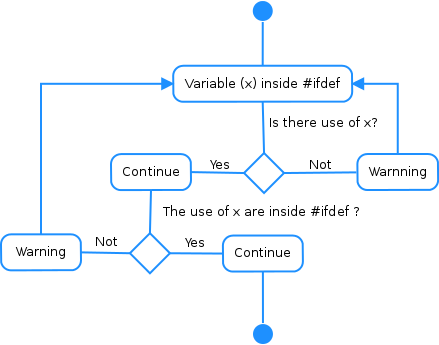 Variable (x) inside #ifdef
Is there use of x?
Yes
Not
Continue
Warnning
The use of x are inside #ifdef ?
Not
Yes
Warning
Continue